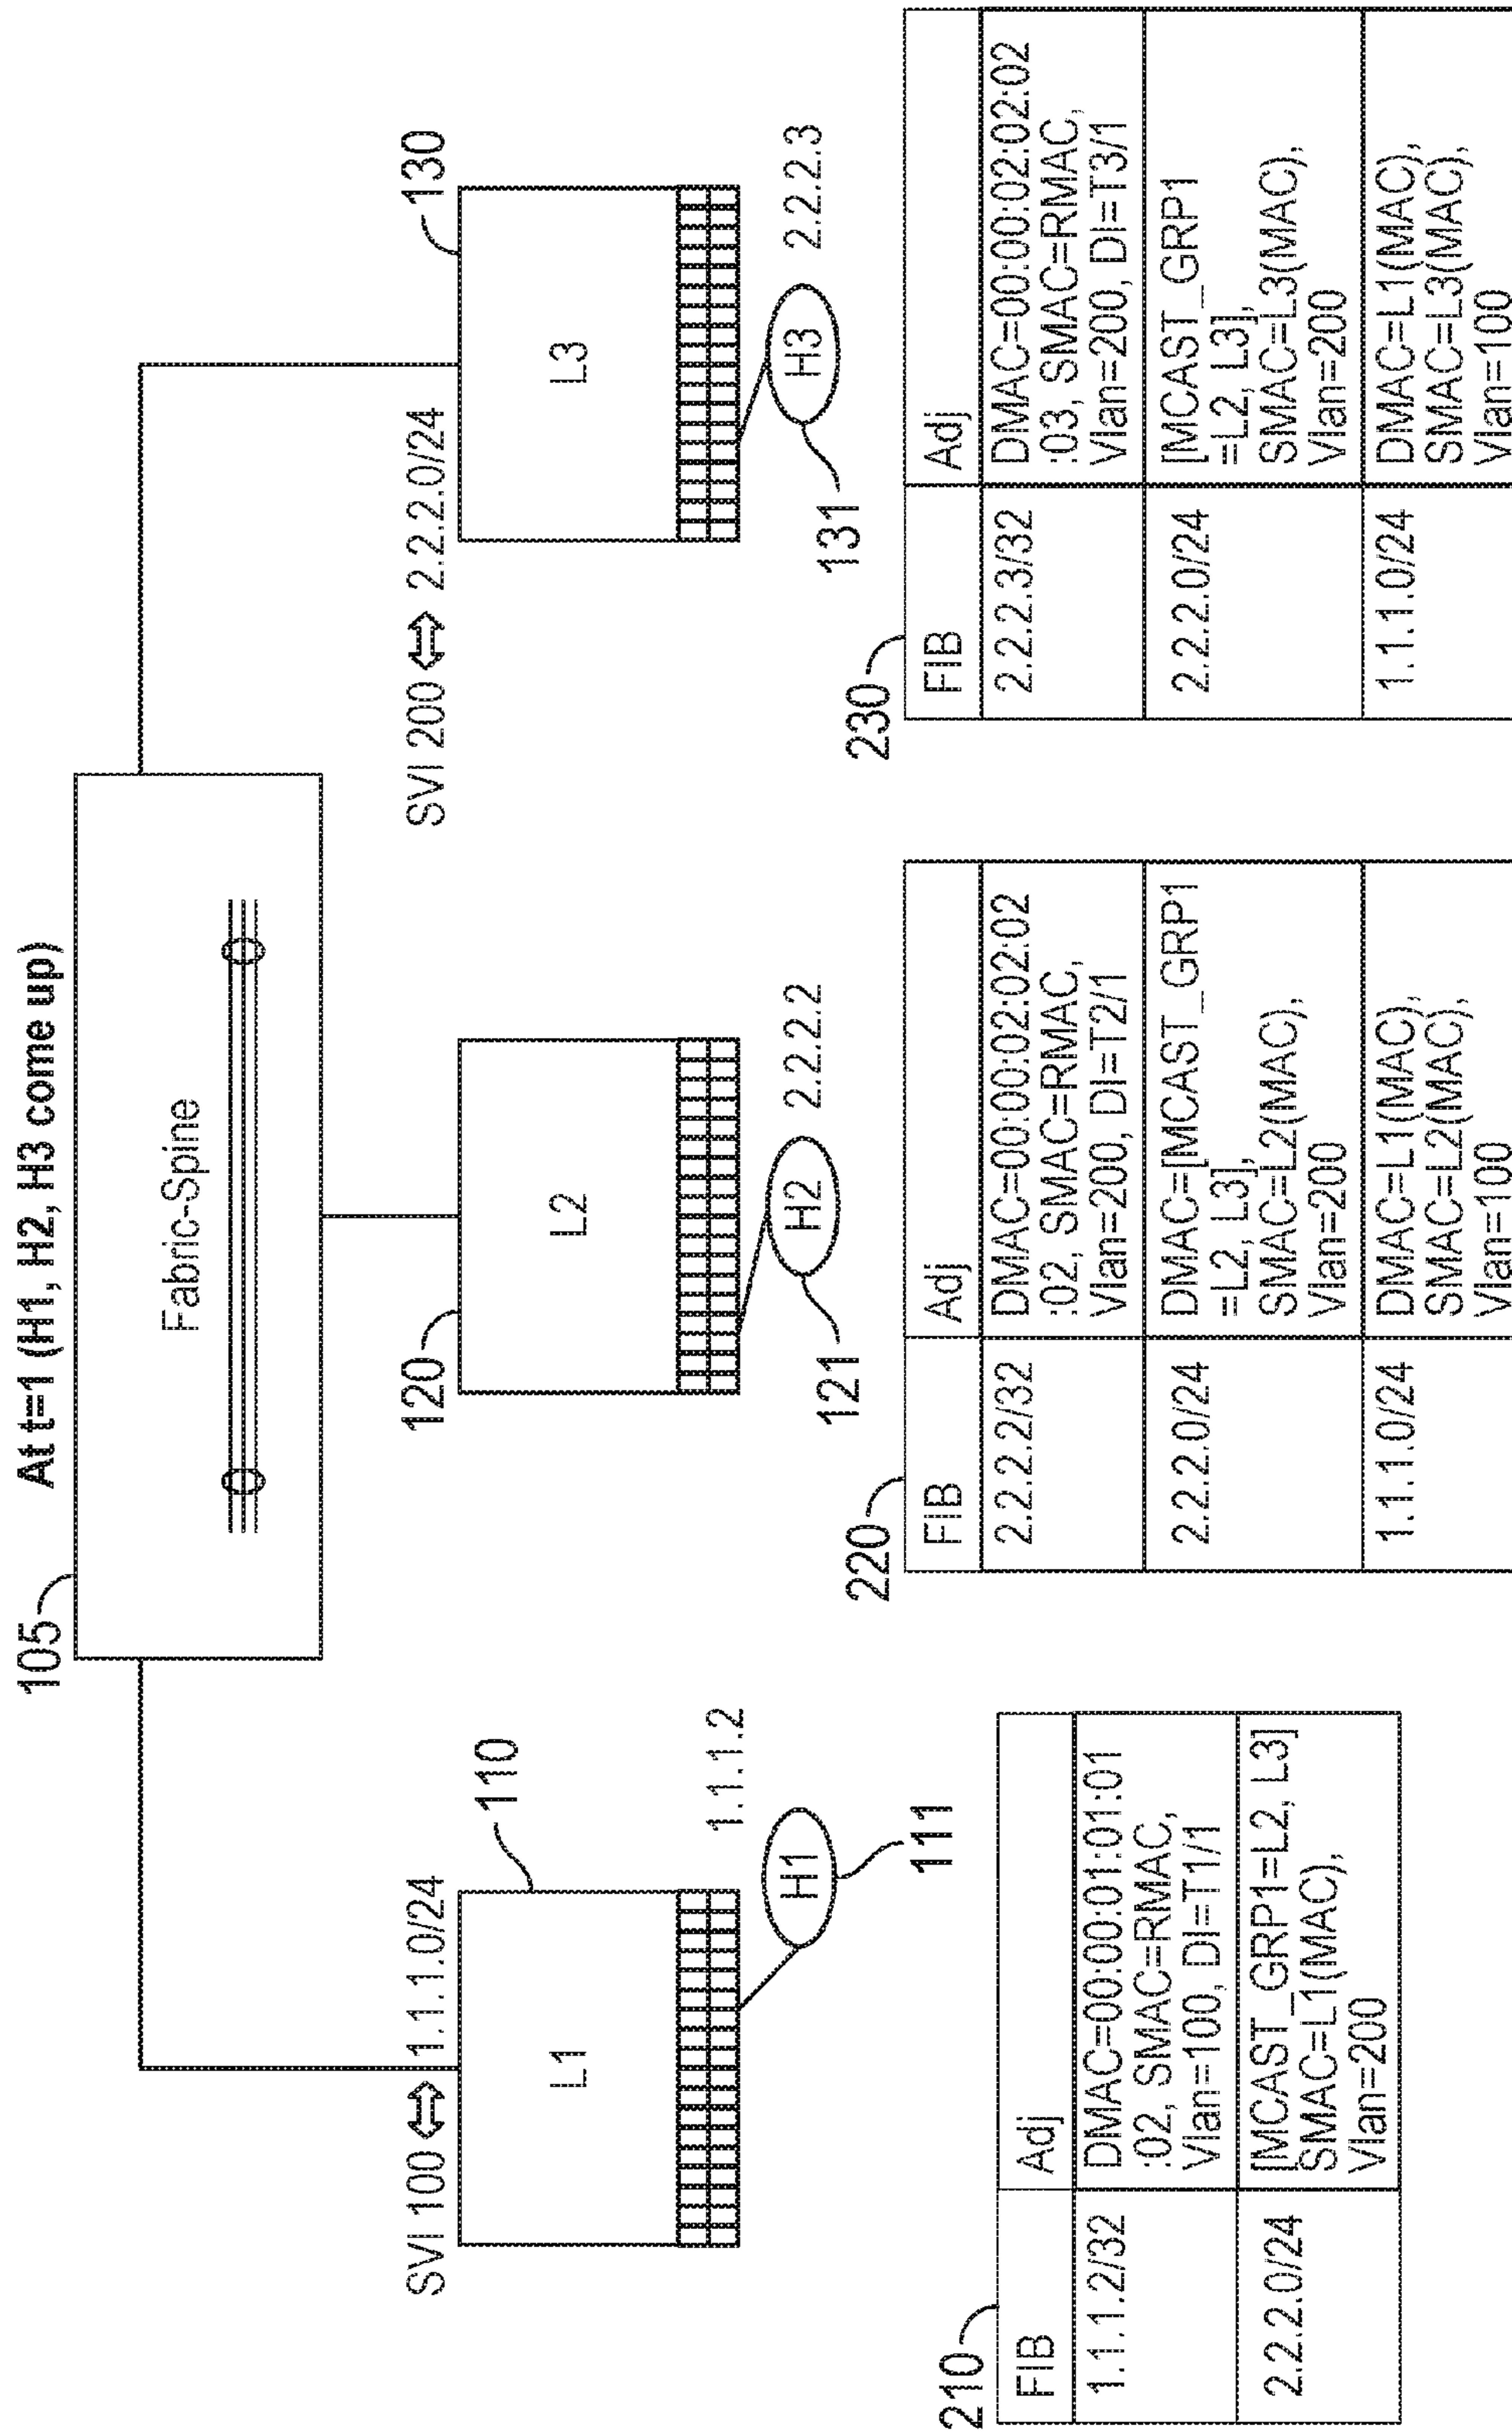 At t=1 (H1, H2, H3 come up)
105
Fabric-Spine
SVI 100 ⇔ 1.1.1.0/24
110
L1
1.1.1.2
H1
111
120
L2
H2
2.2.2.2
121
SVI 200 ⇔ 2.2.2.0/24
130
L3
H3
2.2.2.3
131
210
FIB
Adj
1.1.1.2/32
DMAC=00:00:01:01:01
:02, SMAC=RMAC,
Vlan=100, DI=T1/1
2.2.2.0/24
[MCAST_GRP1=L2, L3]
SMAC=L1(MAC),
Vlan=200
220
FIB
Adj
2.2.2.2/32
DMAC=00:00:02:02:02
:02, SMAC=RMAC,
Vlan=200, DI=T2/1
2.2.2.0/24
DMAC=[MCAST_GRP1
=L2, L3],
SMAC=L2(MAC),
Vlan=200
1.1.1.0/24
DMAC=L1(MAC),
SMAC=L2(MAC),
Vlan=100
230
FIB
Adj
2.2.2.3/32
DMAC=00:00:02:02:02
:03, SMAC=RMAC,
Vlan=200, DI=T3/1
2.2.2.0/24
[MCAST_GRP1
=L2, L3],
SMAC=L3(MAC),
Vlan=200
1.1.1.0/24
DMAC=L1(MAC),
SMAC=L3(MAC),
Vlan=100